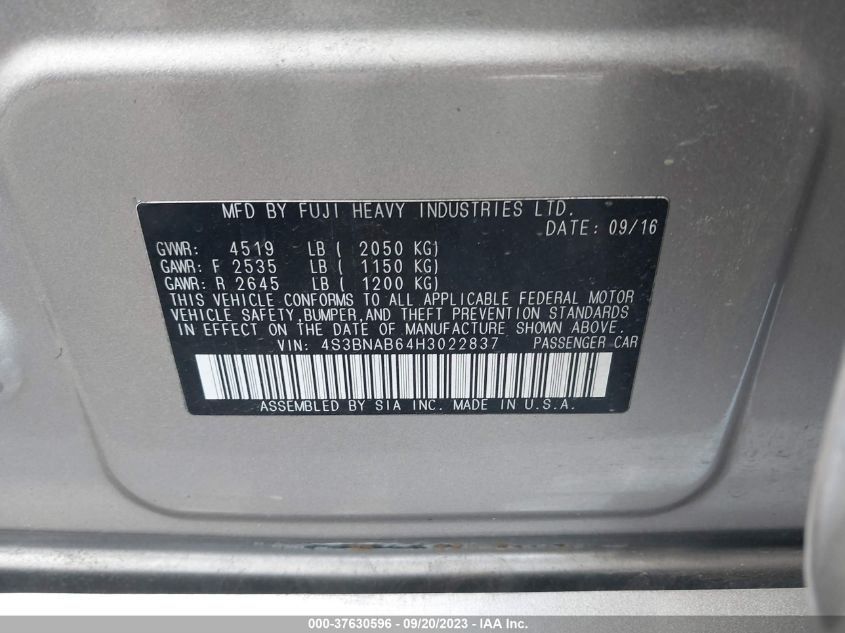 MFD BY FUJI HEAVY INDUSTRIES LTD.
DATE: 09/16
GVWR: 4519 LB ( 2050 KG)
GAWR: F 2535 LB ( 1150 KG)
GAWR: R 2645 LB ( 1200 KG)
THIS VEHICLE CONFORMS TO ALL APPLICABLE FEDERAL MOTOR
VEHICLE SAFETY,BUMPER,AND THEFT PREVENTION STANDARDS
IN EFFECT ON THE DATE OF MANUFACTURE SHOWN ABOVE.
VIN: 4S3BNAB64H3022837 PASSENGER CAR
ASSEMBLED BY SIA INC. MADE IN U.S.A.
000-37630596 - 09/20/2023 - IAA Inc.